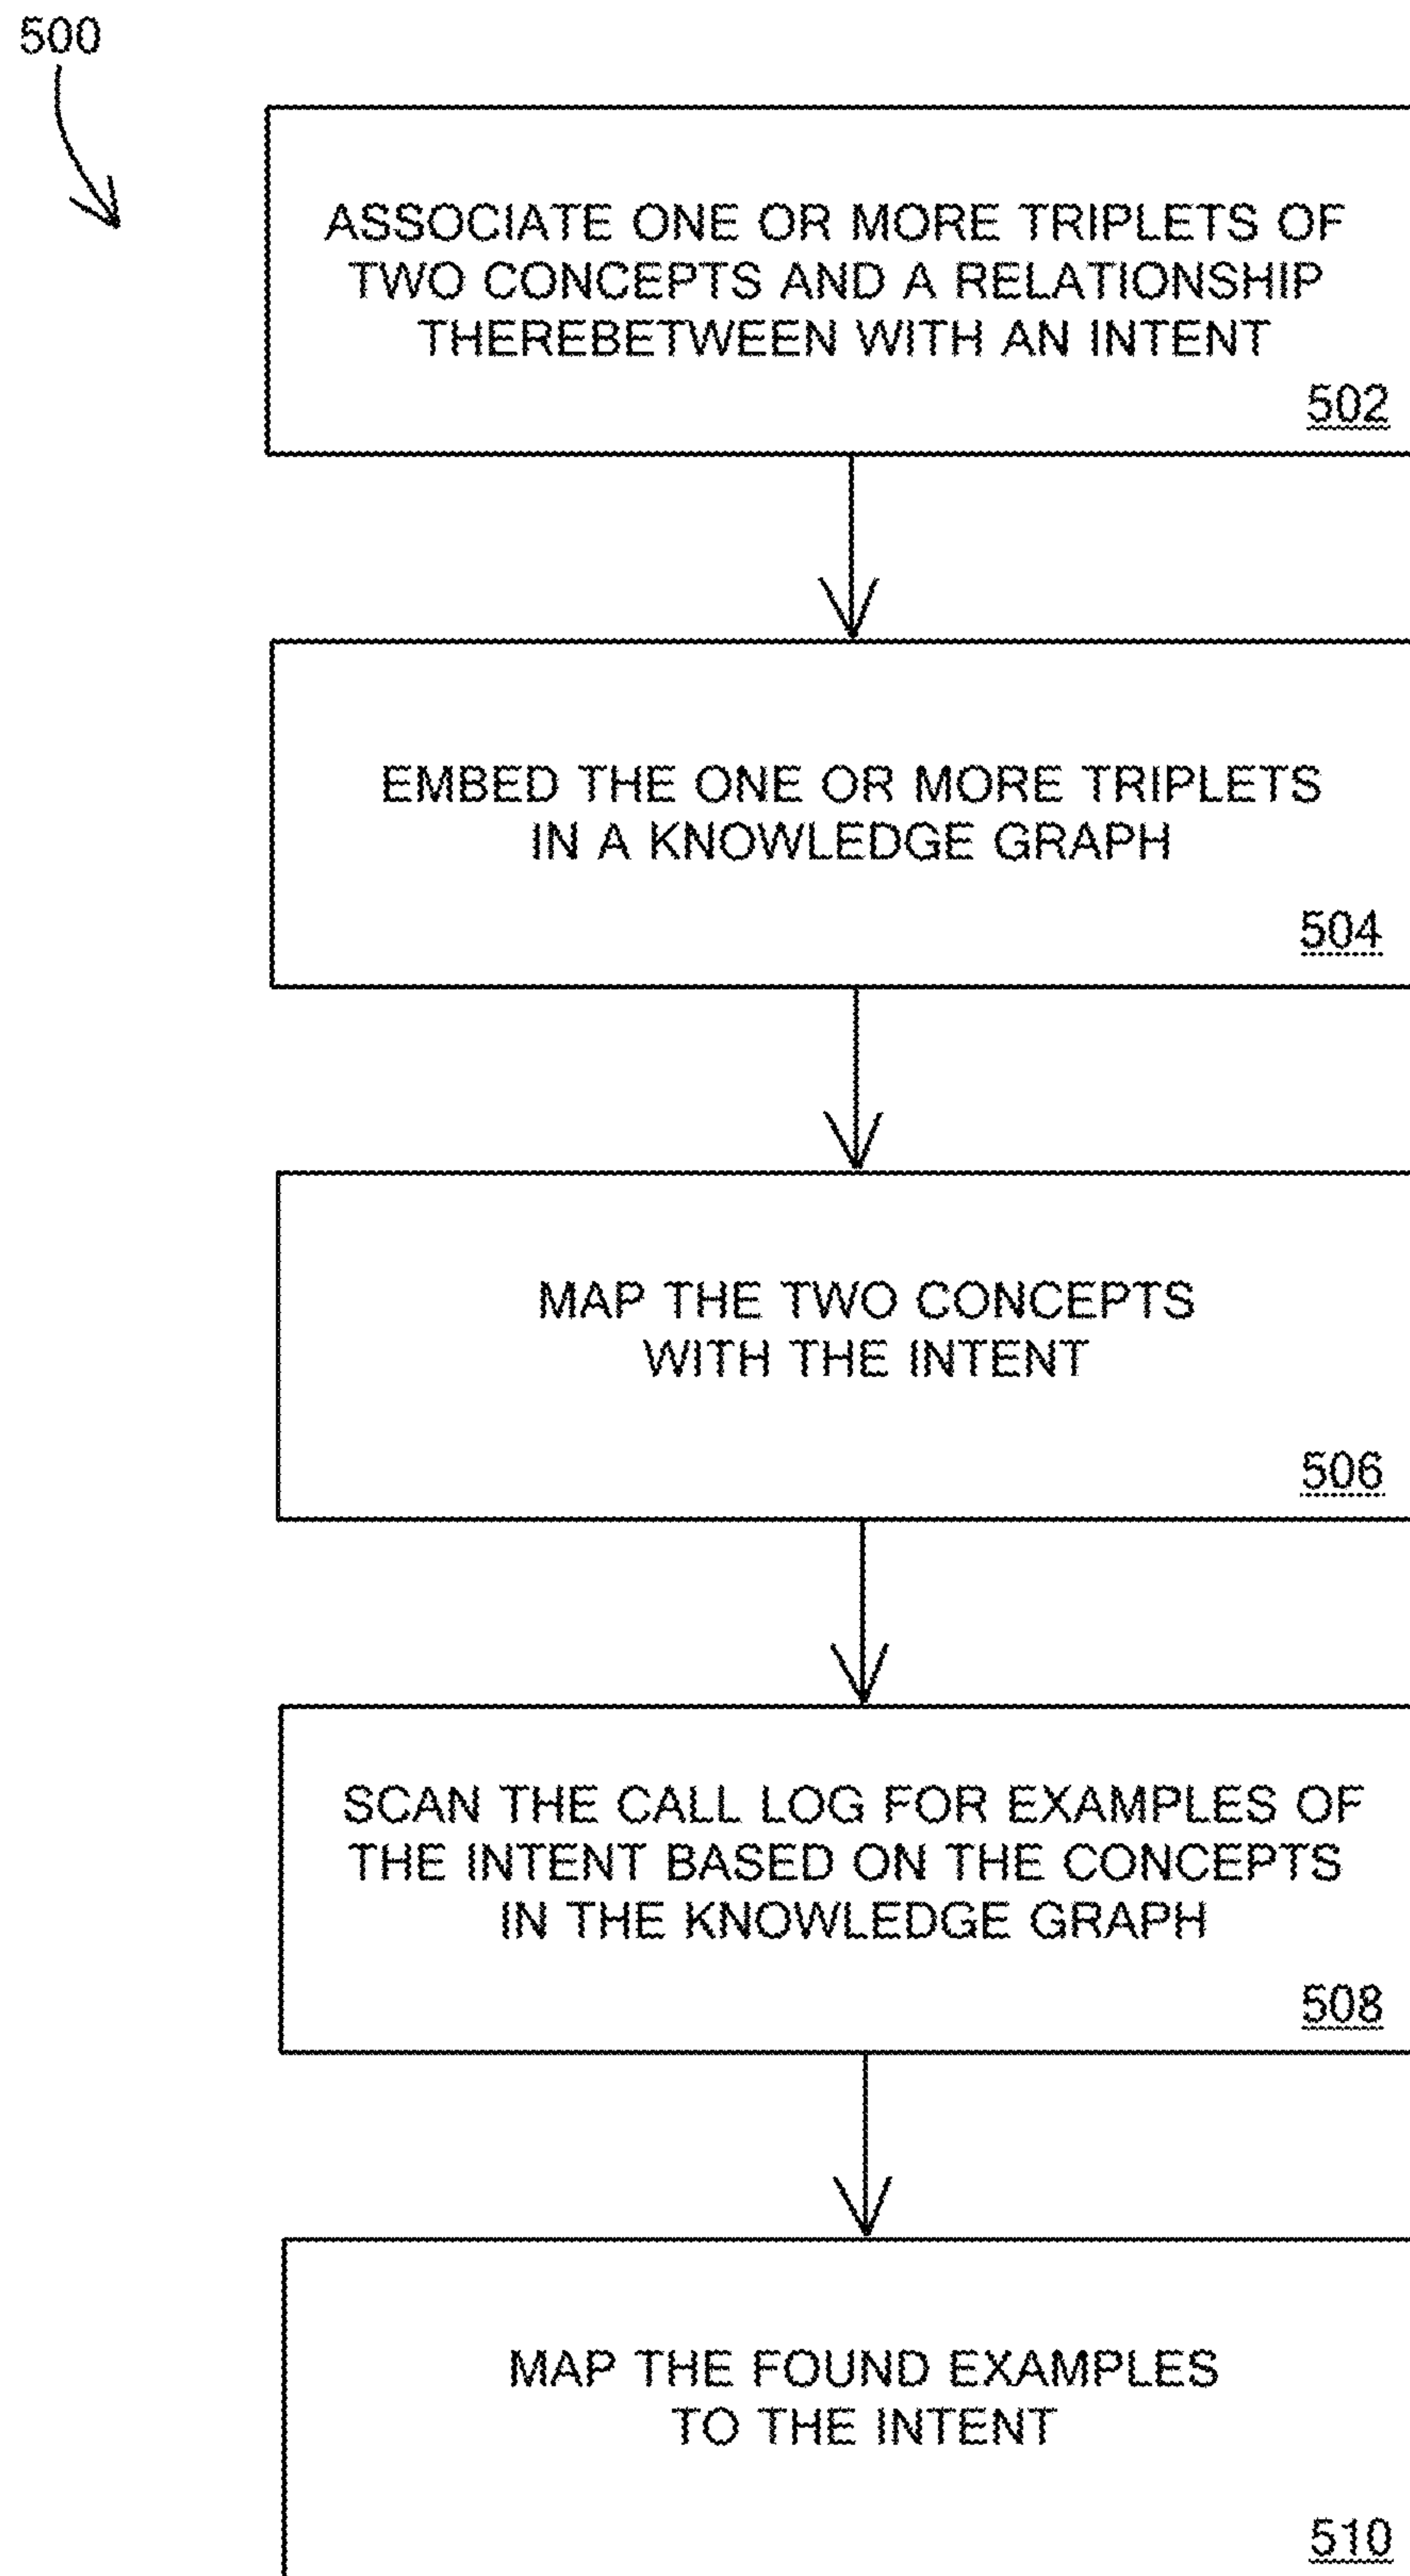 500
ASSOCIATE ONE OR MORE TRIPLETS OF
TWO CONCEPTS AND A RELATIONSHIP
THEREBETWEEN WITH AN INTENT
502
EMBED THE ONE OR MORE TRIPLETS
IN A KNOWLEDGE GRAPH
504
MAP THE TWO CONCEPTS
WITH THE INTENT
506
SCAN THE CALL LOG FOR EXAMPLES OF
THE INTENT BASED ON THE CONCEPTS
IN THE KNOWLEDGE GRAPH
508
MAP THE FOUND EXAMPLES
TO THE INTENT
510